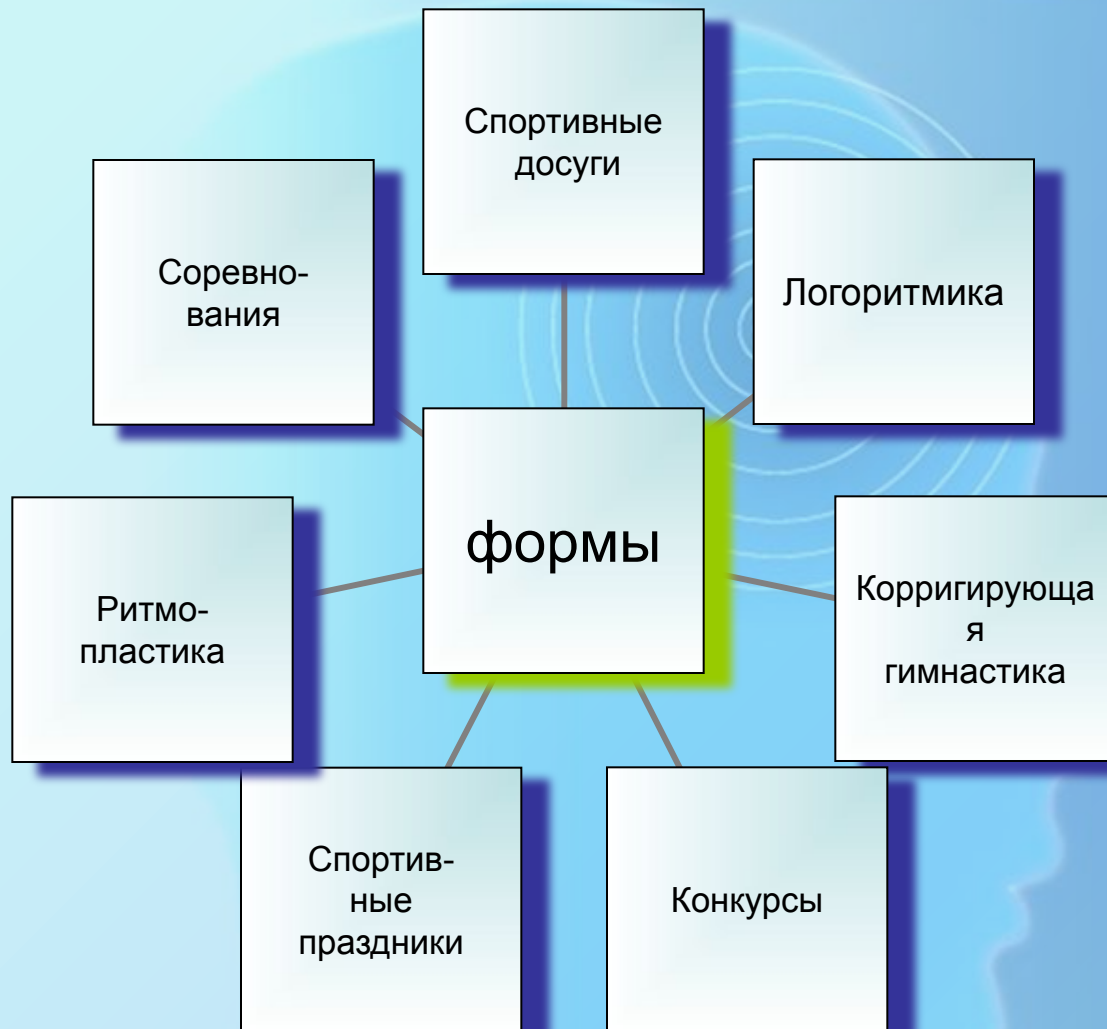 Спортивные
досуги
Соревно-
вания
Логоритмика
формы
Ритмо-
пластика
Корригирующа
я
гимнастика
Спортив-
ные
праздники
Конкурсы